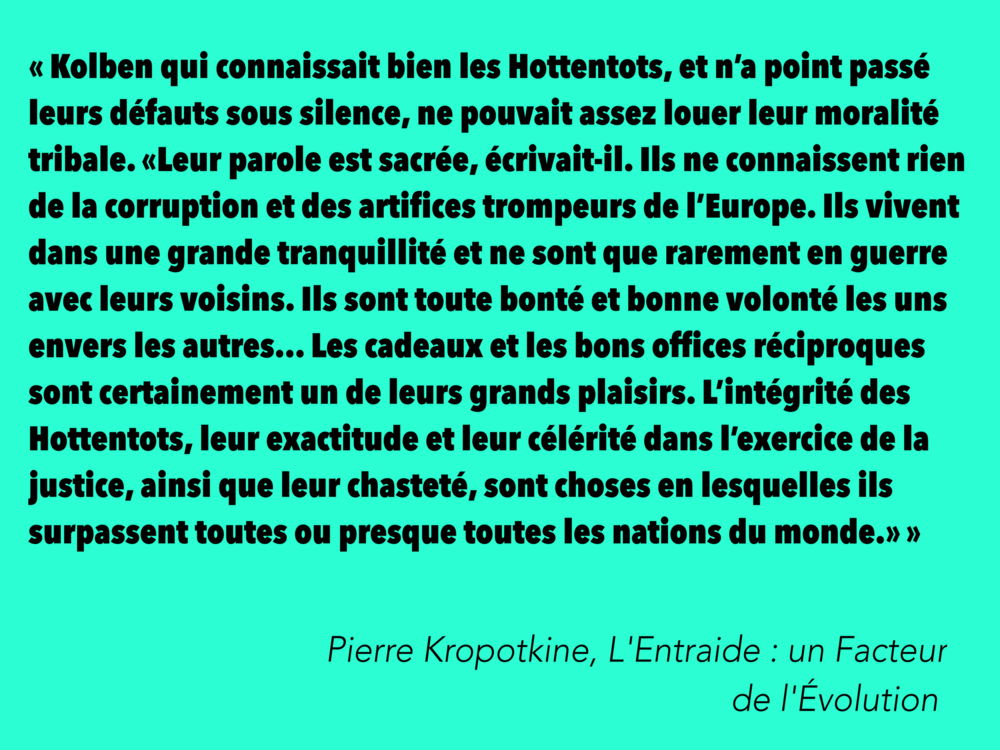 « Kolben qui connaissait bien les Hottentots, et n’a point passé
leurs défauts sous silence, ne pouvait assez louer leur moralité
tribale. «Leur parole est sacrée, écrivait-il. Ils ne connaissent rien
de la corruption et des artifices trompeurs de l’Europe. Ils vivent
dans une grande tranquillité et ne sont que rarement en guerre
avec leurs voisins. Ils sont toute bonté et bonne volonté les uns
envers les autres... Les cadeaux et les bons offices réciproques
sont certainement un de leurs grands plaisirs. L’intégrité des
Hottentots, leur exactitude et leur célérité dans l’exercice de la
justice, ainsi que leur chasteté, sont choses en lesquelles ils
surpassent toutes ou presque toutes les nations du monde.» »
Pierre Kropotkine, L'Entraide : un Facteur
de l'Évolution